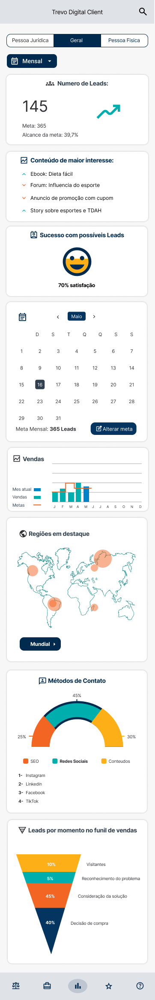 Trevo Digital Client
Pessoa Jurídica Geral Pessoa Fisica
Mensal
Numero de Leads:
145
Meta: 365
Alcance da meta: 39,7%
Conteúdo de maior interesse:
Ebook: Dieta fácil
Forum: Influencia do esporte
Anuncio de promoção com cupom
Story sobre esportes e TDAH
Sucesso com possíveis Leads
70% satisfação
Maio
D S T Q Q S S
1 2 3 4 5 6 7
8 9 10 11 12 13 14
15 16 17 18 19 20 21
22 23 24 25 26 27 28
29 30 31
Meta Mensal: 365 Leads Alterar meta
Vendas
Mes atual
Vendas
Metas
J F M A M J J A S O N D
Regiões em destaque
Mundial
Métodos de Contato
45%
25% 30%
SEO Redes Sociais Conteudos
1- Instagram
2- Linkedin
3- Facebook
4- TikTok
Leads por momento no funil de vendas
10% Visitantes
5% Reconhecimento do problema
45% Consideração da solução
40% Decisão de compra